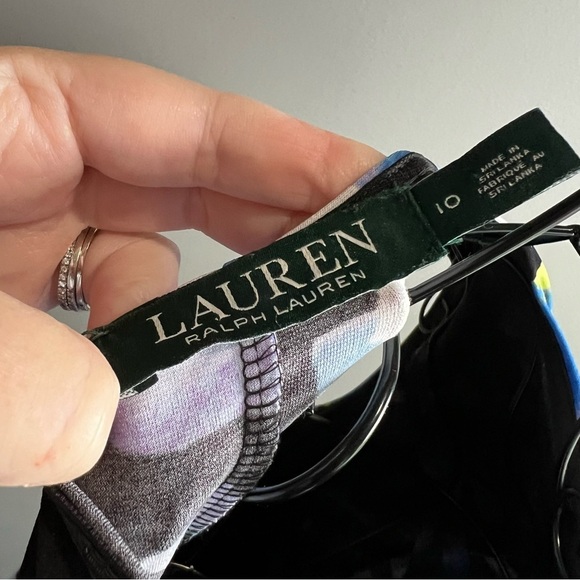 LAUREN
RALPH LAUREN
10
MADE IN
SRI LANKA
FABRIQUÉ AU
SRI LANKA